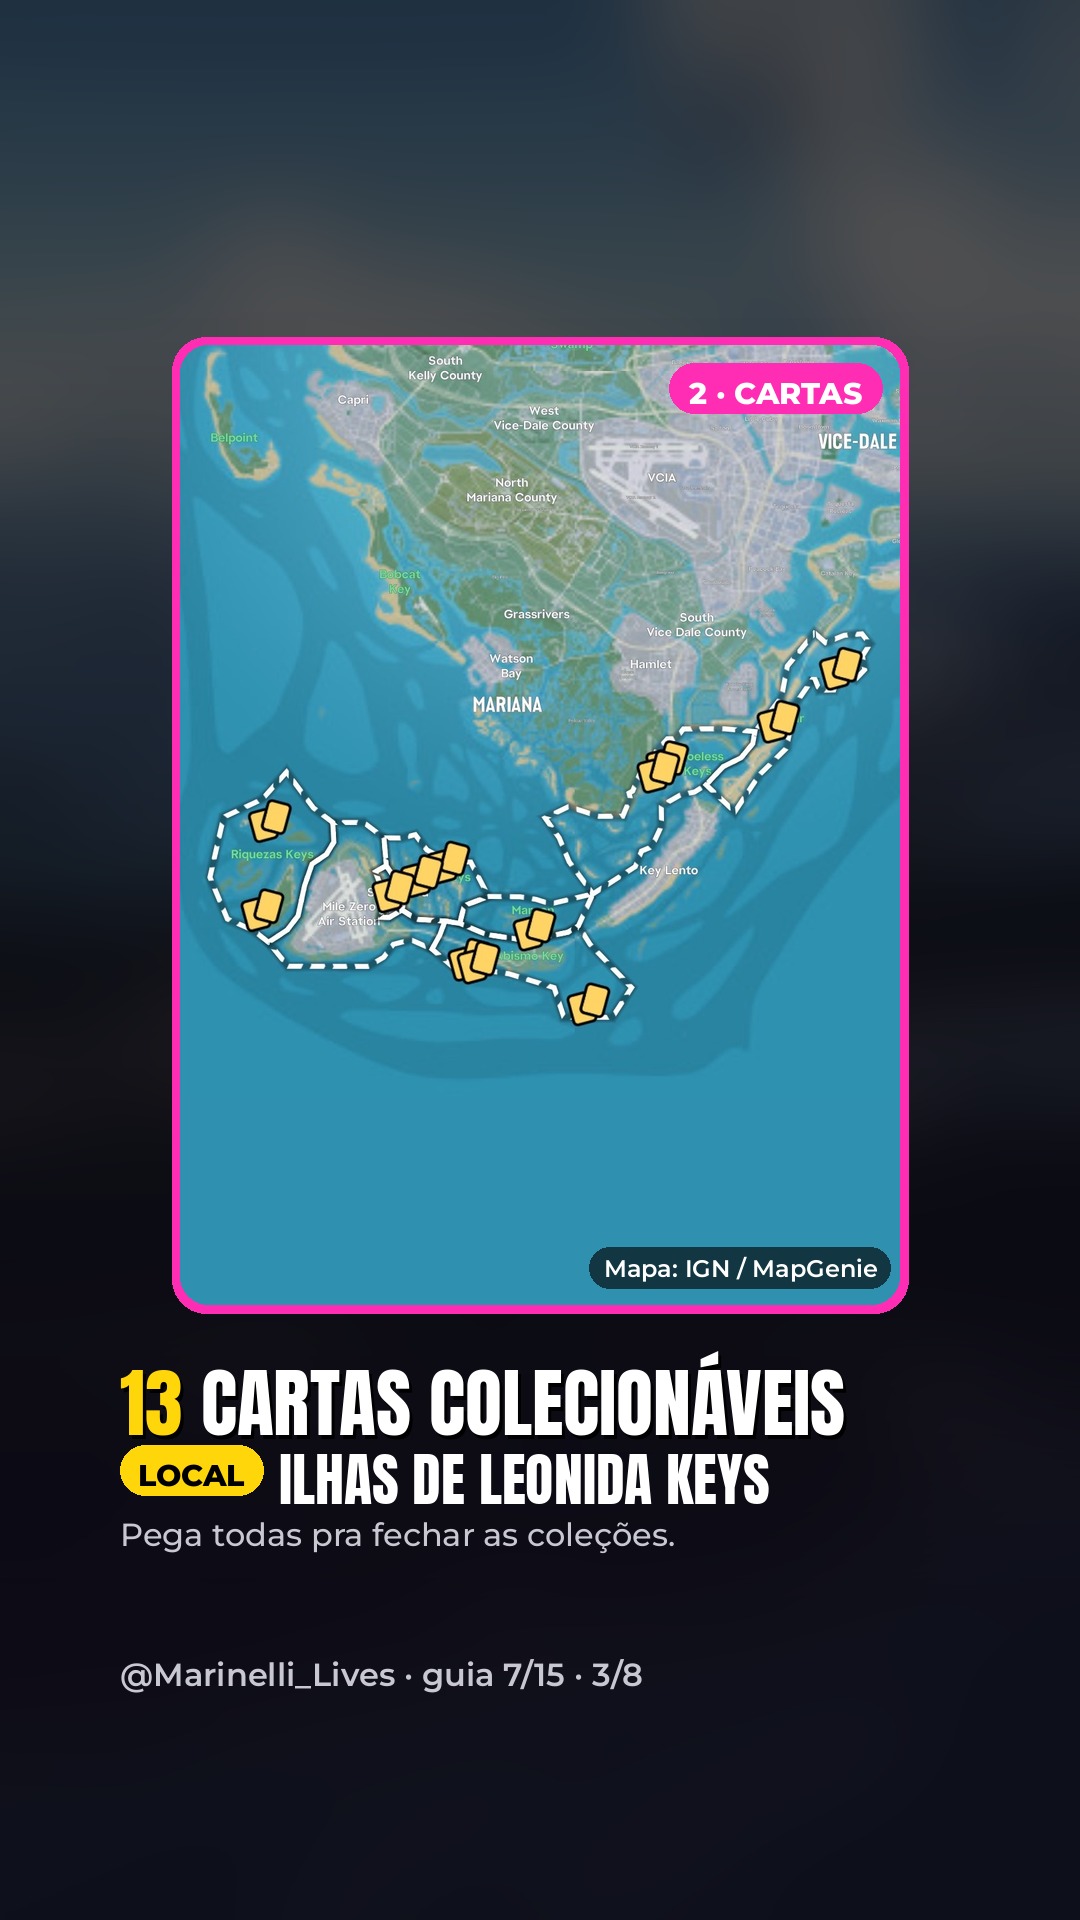 South
Kelly County
2 · CARTAS
Capri
West
Vice-Dale County
Belpoint
VICE-DALE
VCIA
North
Mariana County
Bobcat
Key
Grassrivers
South
Vice Dale County
Watson
Bay
Hamlet
MARIANA
Keys
Riquezas Keys
Key Lento
Mile Zero
Air Station
Mapa: IGN / MapGenie
13 CARTAS COLECIONÁVEIS
LOCAL ILHAS DE LEONIDA KEYS
Pega todas pra fechar as coleções.
@Marinelli_Lives · guia 7/15 · 3/8